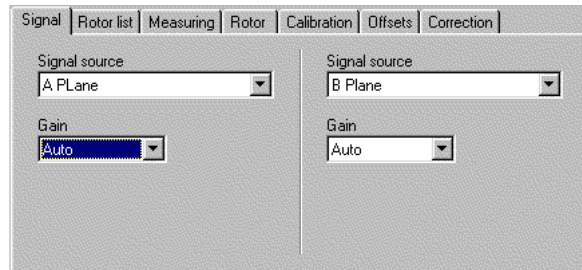 Signal Rotor list Measuring Rotor Calibration Offsets Correction
Signal source
A PLane
Gain
Auto
Signal source
B Plane
Gain
Auto